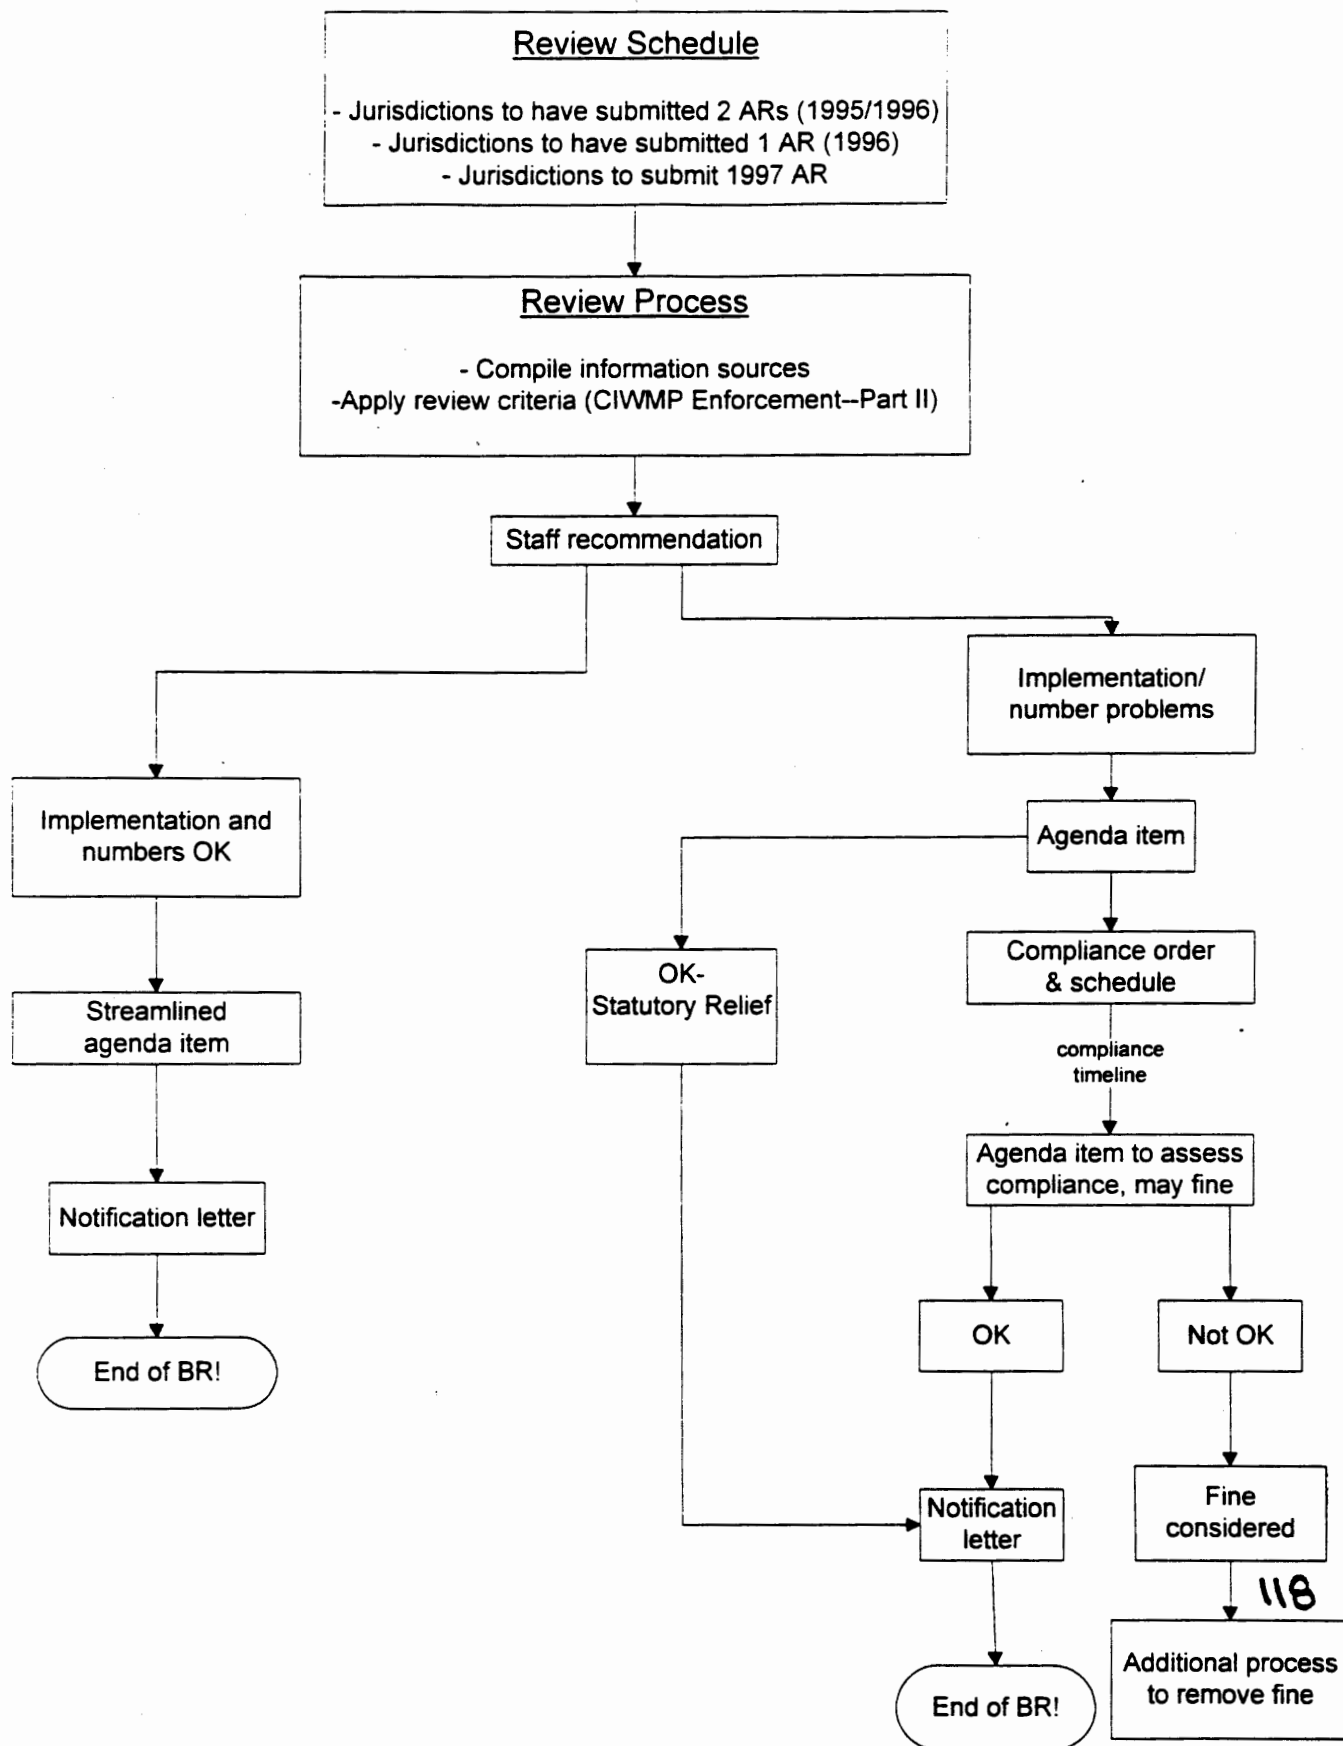 Review Schedule
- Jurisdictions to have submitted 2 ARs (1995/1996)
- Jurisdictions to have submitted 1 AR (1996)
- Jurisdictions to submit 1997 AR
Review Process
- Compile information sources
-Apply review criteria (CIWMP Enforcement--Part II)
Staff recommendation
Implementation/
number problems
Implementation and
numbers OK
Agenda item
OK-
Statutory Relief
Compliance order
& schedule
Streamlined
agenda item
compliance
timeline
Agenda item to assess
compliance, may fine
Notification letter
OK
Not OK
End of BR!
Notification
letter
Fine
considered
118
Additional process
to remove fine
End of BR!